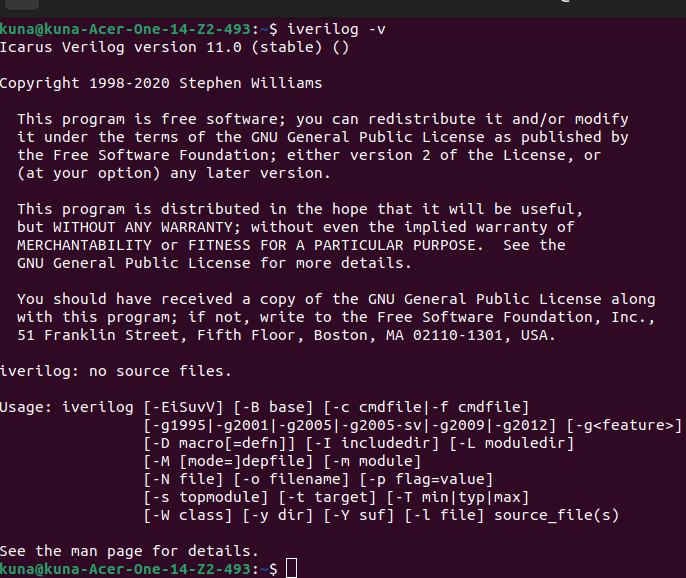 kuna@kuna-Acer-One-14-Z2-493:~$ iverilog -v
Icarus Verilog version 11.0 (stable) ()

Copyright 1998-2020 Stephen Williams

  This program is free software; you can redistribute it and/or modify
  it under the terms of the GNU General Public License as published by
  the Free Software Foundation; either version 2 of the License, or
  (at your option) any later version.

  This program is distributed in the hope that it will be useful,
  but WITHOUT ANY WARRANTY; without even the implied warranty of
  MERCHANTABILITY or FITNESS FOR A PARTICULAR PURPOSE.  See the
  GNU General Public License for more details.

  You should have received a copy of the GNU General Public License along
  with this program; if not, write to the Free Software Foundation, Inc.,
  51 Franklin Street, Fifth Floor, Boston, MA 02110-1301, USA.

iverilog: no source files.

Usage: iverilog [-EiSuvV] [-B base] [-c cmdfile|-f cmdfile]
                [-g1995|-g2001|-g2005|-g2005-sv|-g2009|-g2012] [-g<feature>]
                [-D macro[=defn]] [-I includedir] [-L moduledir]
                [-M [mode=]depfile] [-m module]
                [-N file] [-o filename] [-p flag=value]
                [-s topmodule] [-t target] [-T min|typ|max]
                [-W class] [-y dir] [-Y suf] [-l file] source_file(s)

See the man page for details.
kuna@kuna-Acer-One-14-Z2-493:~$